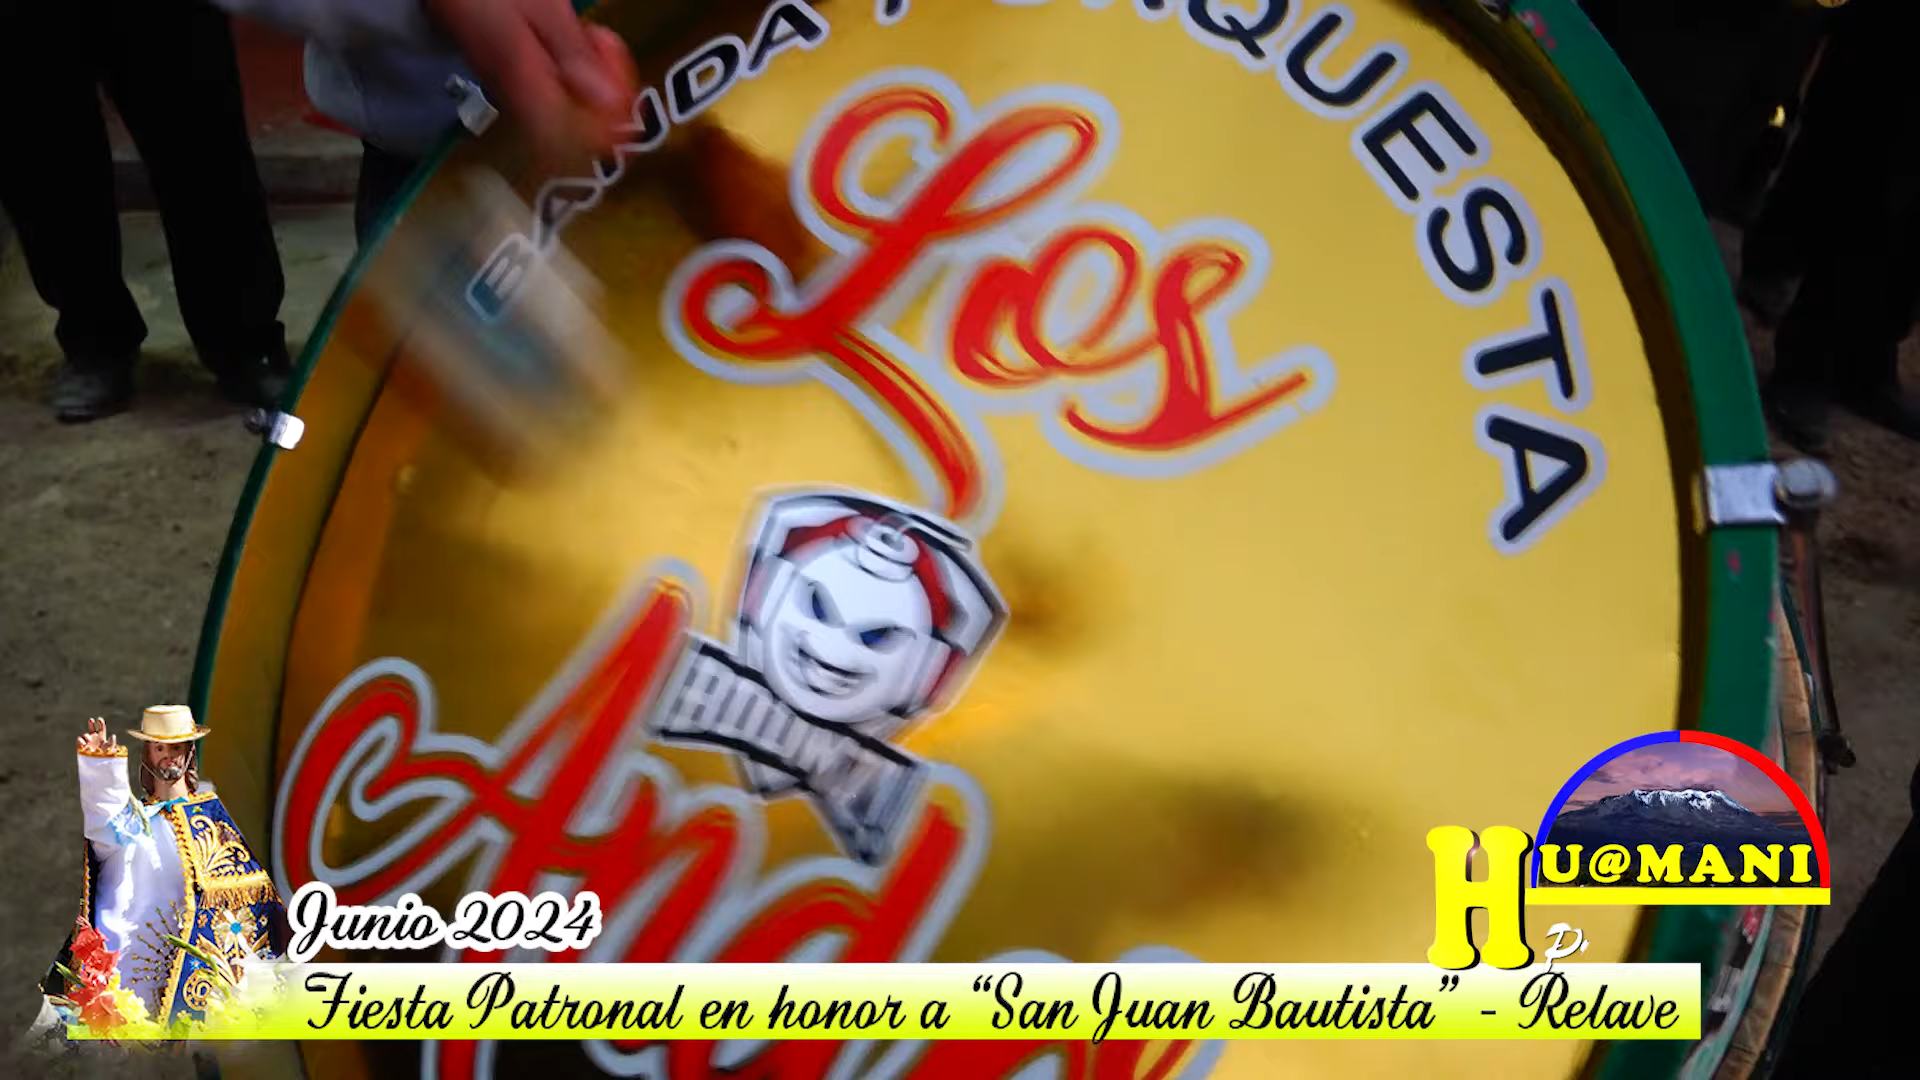 BANDA
ORQUESTA
Los
Junio 2024
HU@MANI
P.
Fiesta Patronal en honor a “San Juan Bautista” - Relave